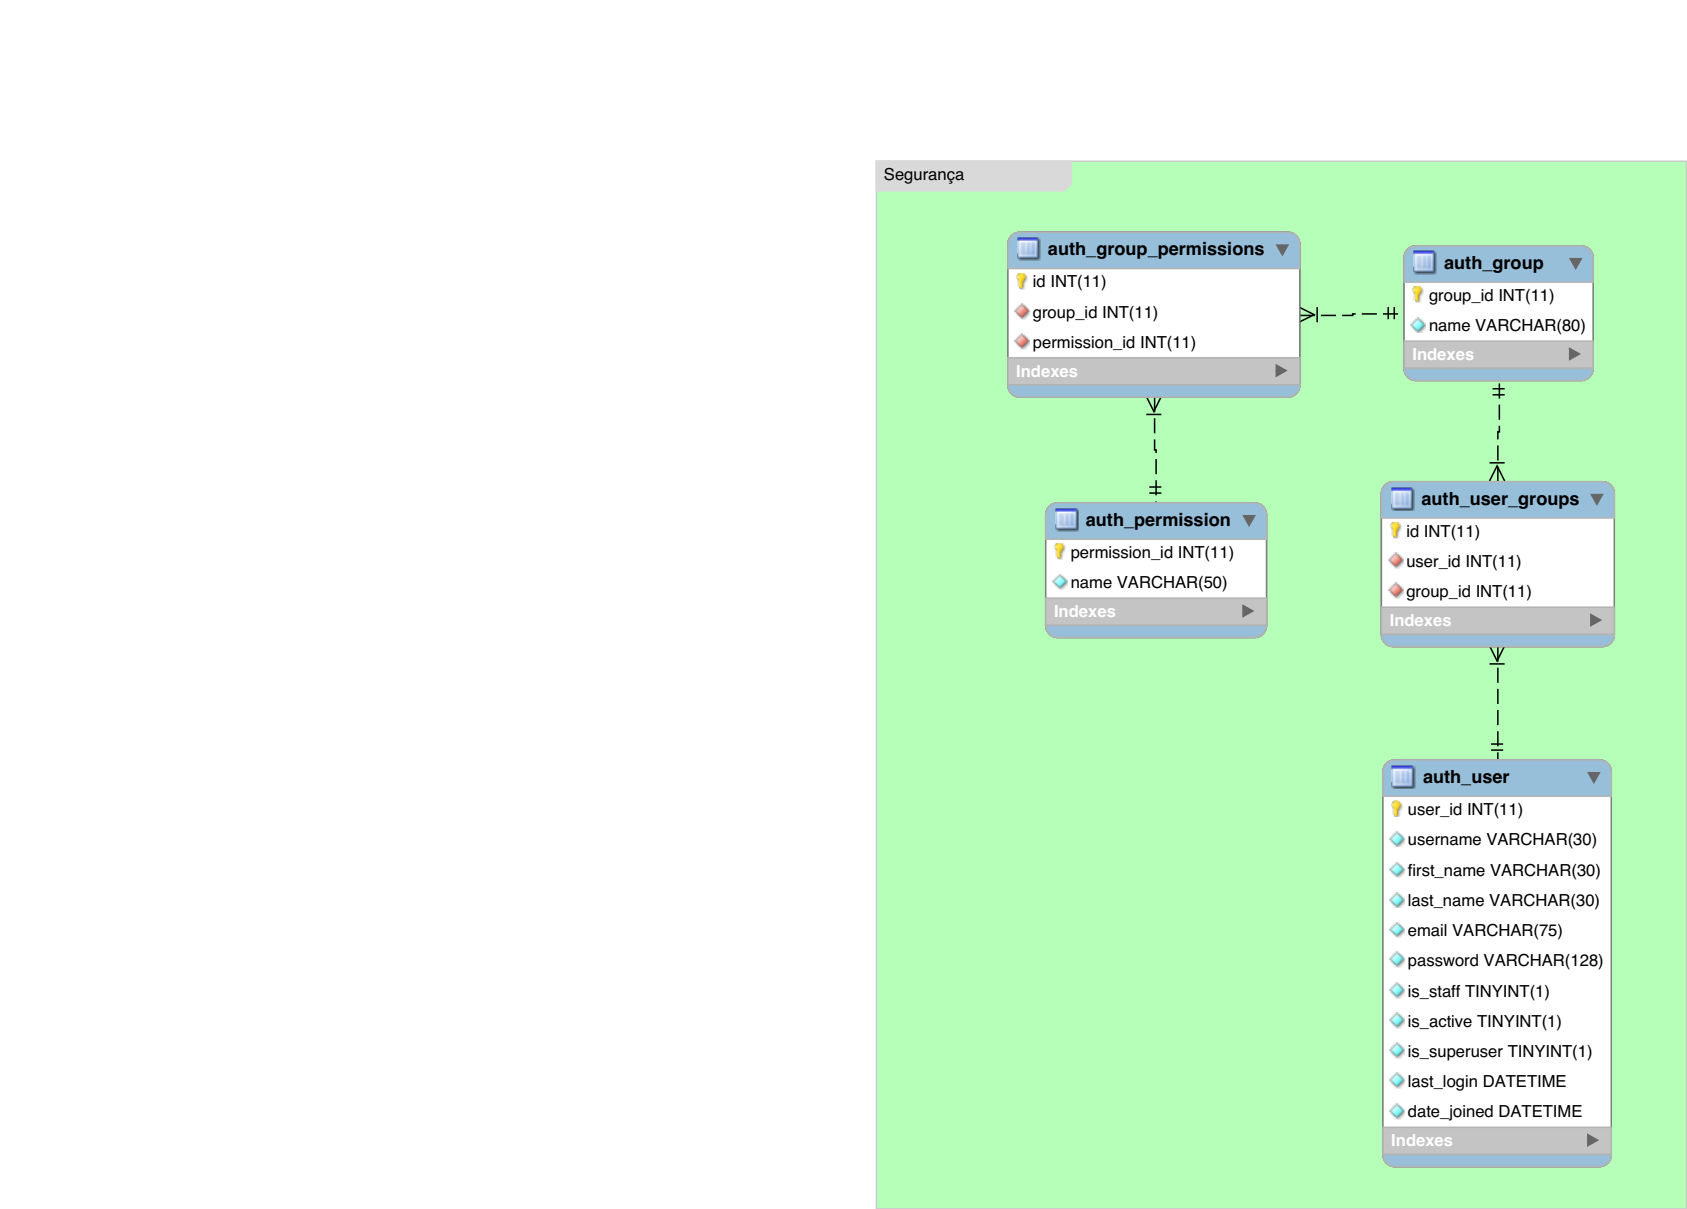 Segurança
auth_group_permissions
id INT(11)
group_id INT(11)
permission_id INT(11)
Indexes
auth_group
group_id INT(11)
name VARCHAR(80)
Indexes
auth_permission
permission_id INT(11)
name VARCHAR(50)
Indexes
auth_user_groups
id INT(11)
user_id INT(11)
group_id INT(11)
Indexes
auth_user
user_id INT(11)
username VARCHAR(30)
first_name VARCHAR(30)
last_name VARCHAR(30)
email VARCHAR(75)
password VARCHAR(128)
is_staff TINYINT(1)
is_active TINYINT(1)
is_superuser TINYINT(1)
last_login DATETIME
date_joined DATETIME
Indexes